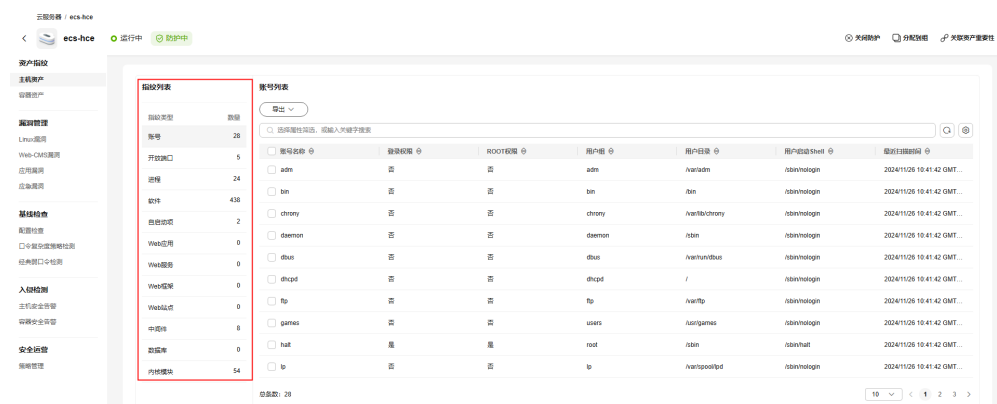 云服务器 / ecs-hce
ecs-hce 运行中 防护中 关闭防护 分配到组 关联资产重要性
资产指纹
主机资产
容器资产
漏洞管理
Linux漏洞
Web-CMS漏洞
应用漏洞
应急漏洞
基线检查
配置检查
口令复杂度策略检测
经典弱口令检测
入侵检测
主机安全告警
容器安全告警
安全运营
策略管理
指纹列表
指纹类型 数量
账号 28
开放端口 5
进程 24
软件 438
自启动项 2
Web应用 0
Web服务 0
Web框架 0
Web站点 0
中间件 8
数据库 0
内核模块 54
账号列表
导出
选择属性筛选，或输入关键字搜索
账号名称 登录权限 ROOT权限 用户组 用户目录 用户启动Shell 最近扫描时间
adm 否 否 adm /var/adm /sbin/nologin 2024/11/26 10:41:42 GMT...
bin 否 否 bin /bin /sbin/nologin 2024/11/26 10:41:42 GMT...
chrony 否 否 chrony /var/lib/chrony /sbin/nologin 2024/11/26 10:41:42 GMT...
daemon 否 否 daemon /sbin /sbin/nologin 2024/11/26 10:41:42 GMT...
dbus 否 否 dbus /var/run/dbus /sbin/nologin 2024/11/26 10:41:42 GMT...
dhcpd 否 否 dhcpd / /sbin/nologin 2024/11/26 10:41:42 GMT...
ftp 否 否 ftp /var/ftp /sbin/nologin 2024/11/26 10:41:42 GMT...
games 否 否 users /usr/games /sbin/nologin 2024/11/26 10:41:42 GMT...
halt 是 是 root /sbin /sbin/halt 2024/11/26 10:41:42 GMT...
lp 否 否 lp /var/spool/lpd /sbin/nologin 2024/11/26 10:41:42 GMT...
总条数: 28 10 < 1 2 3 >